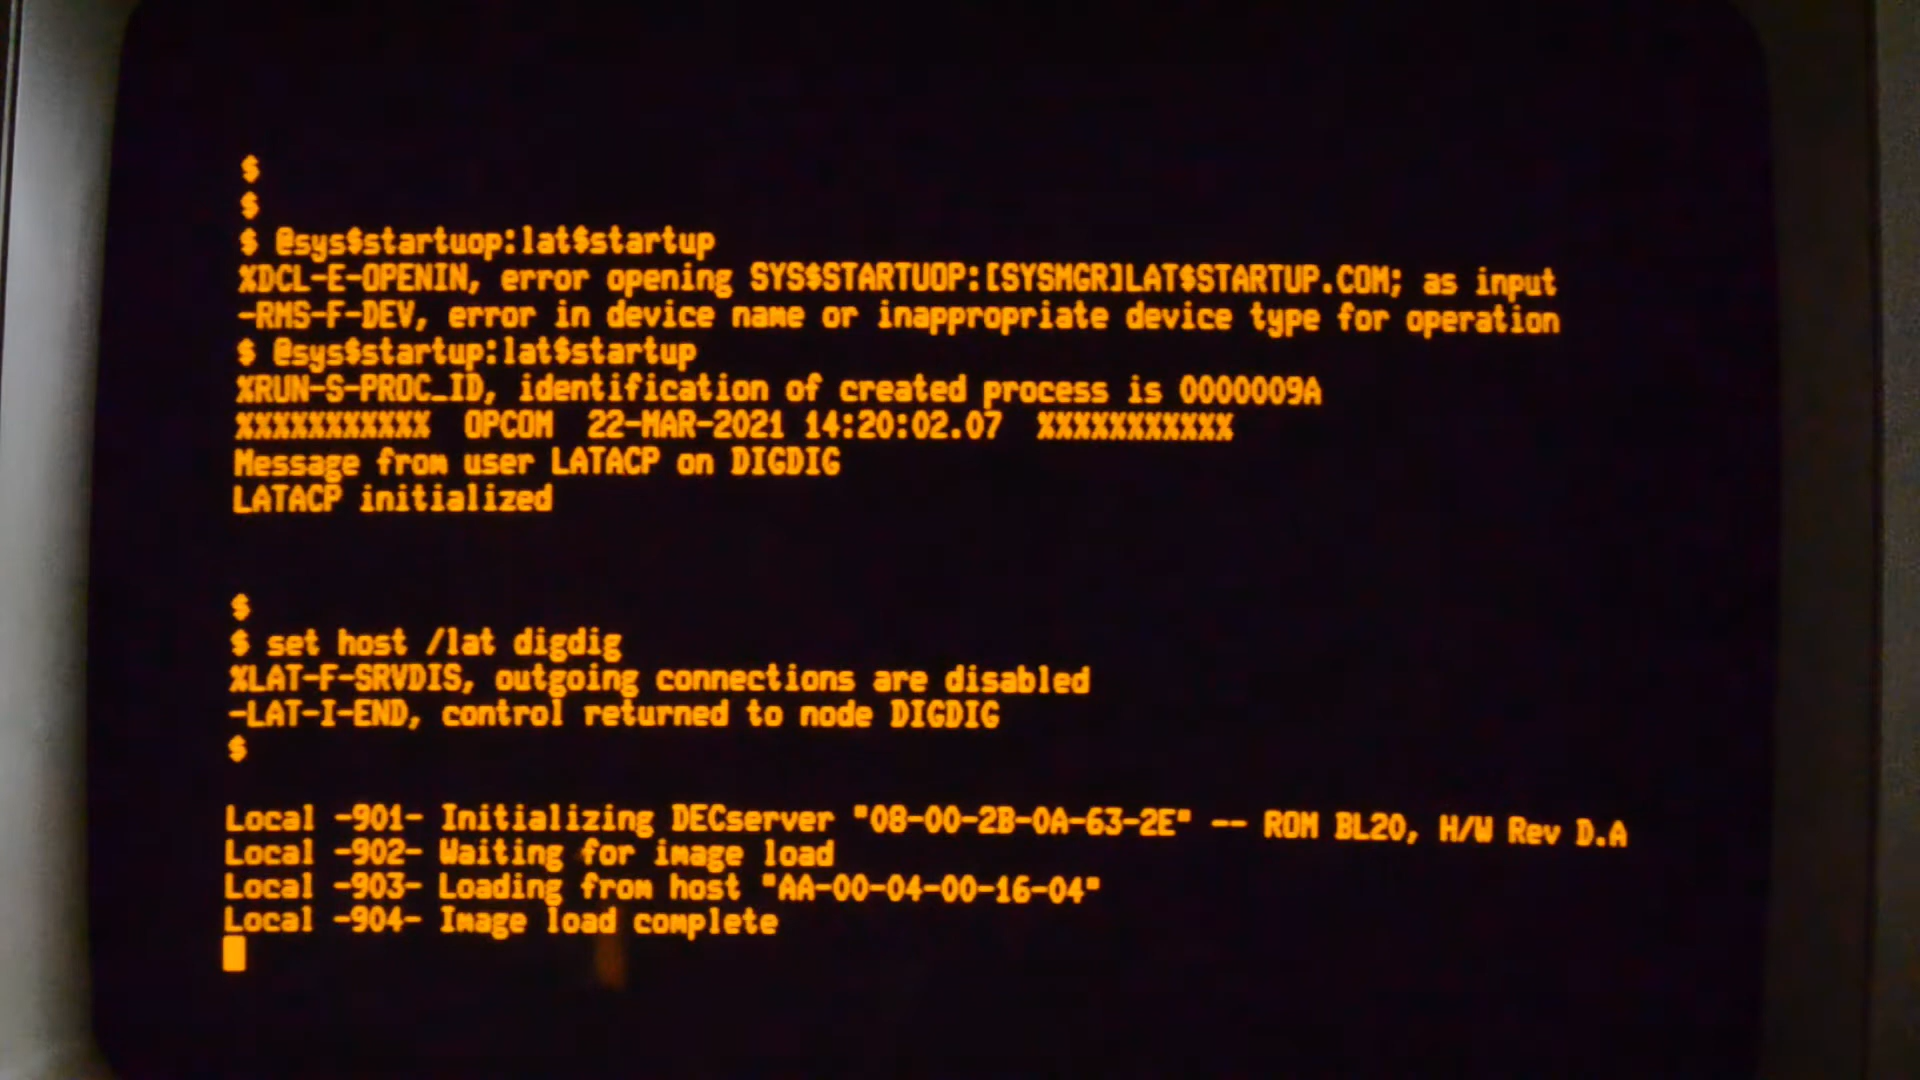 $
$
$ @sys$startuop:lat$startup
%DCL-E-OPENIN, error opening SYS$STARTUOP:[SYSMGR]LAT$STARTUP.COM; as input
-RMS-F-DEV, error in device name or inappropriate device type for operation
$ @sys$startup:lat$startup
%RUN-S-PROC_ID, identification of created process is 0000009A
%%%%%%%%%%%  OPCOM  22-MAR-2021 14:20:02.07  %%%%%%%%%%%
Message from user LATACP on DIGDIG
LATACP initialized
$
$ set host /lat digdig
%LAT-F-SRVDIS, outgoing connections are disabled
-LAT-I-END, control returned to node DIGDIG
$
Local -901- Initializing DECserver "08-00-2B-0A-63-2E" -- ROM BL20, H/W Rev D.A
Local -902- Waiting for image load
Local -903- Loading from host "AA-00-04-00-16-04"
Local -904- Image load complete